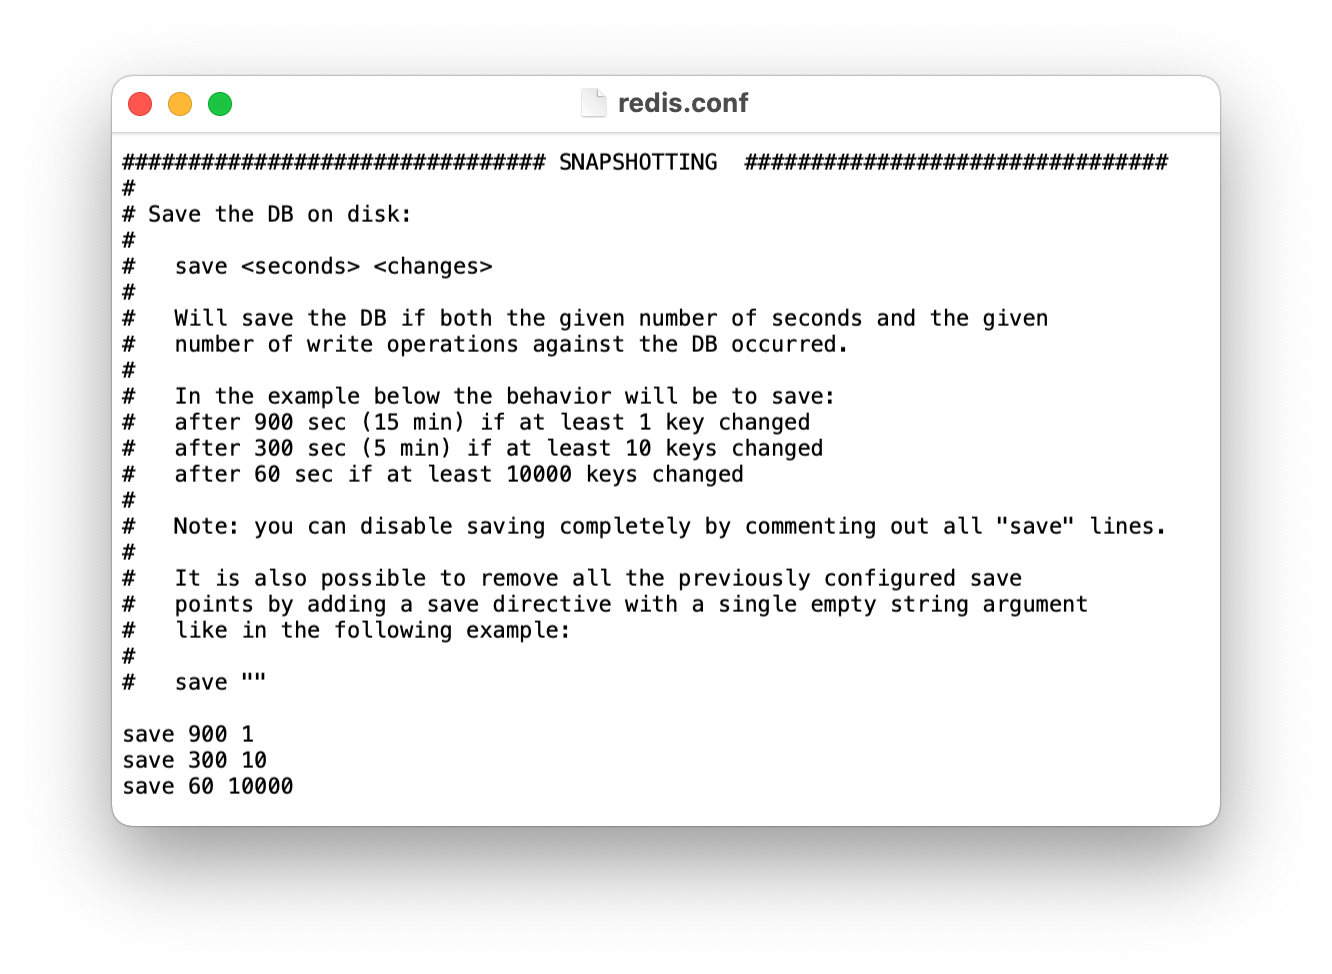 redis.conf
################################ SNAPSHOTTING  ################################
#
# Save the DB on disk:
#
#   save <seconds> <changes>
#
#   Will save the DB if both the given number of seconds and the given
#   number of write operations against the DB occurred.
#
#   In the example below the behavior will be to save:
#   after 900 sec (15 min) if at least 1 key changed
#   after 300 sec (5 min) if at least 10 keys changed
#   after 60 sec if at least 10000 keys changed
#
#   Note: you can disable saving completely by commenting out all "save" lines.
#
#   It is also possible to remove all the previously configured save
#   points by adding a save directive with a single empty string argument
#   like in the following example:
#
#   save ""

save 900 1
save 300 10
save 60 10000